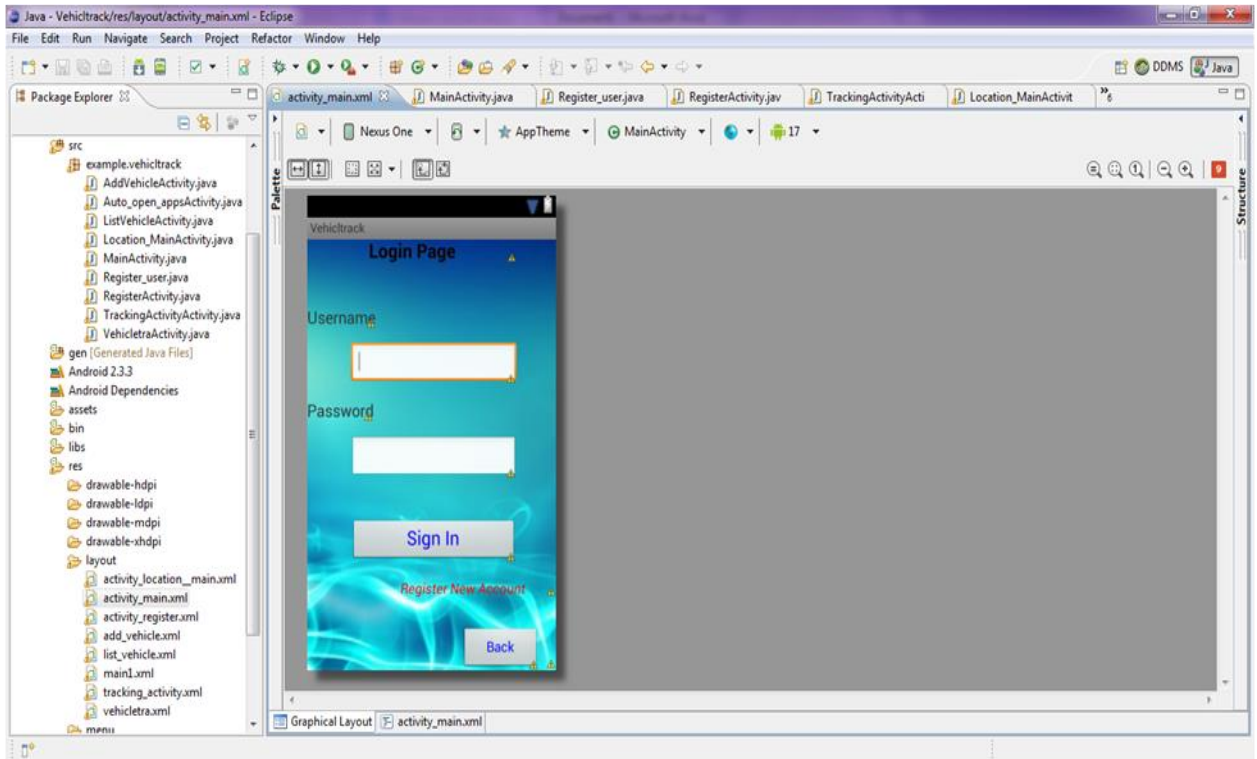 Java - Vehicltrack/res/layout/activity_main.xml - Eclipse
File Edit Run Navigate Search Project Refactor Window Help
DDMS Java
Package Explorer
activity_main.xml MainActivity.java Register_user.java RegisterActivity.jav TrackingActivityActi Location_MainActivit »6
Nexus One AppTheme MainActivity 17
Palette
Structure
9
src
example.vehicltrack
AddVehicleActivity.java
Auto_open_appsActivity.java
ListVehicleActivity.java
Location_MainActivity.java
MainActivity.java
Register_user.java
RegisterActivity.java
TrackingActivityActivity.java
VehicletraActivity.java
gen [Generated Java Files]
Android 2.3.3
Android Dependencies
assets
bin
libs
res
drawable-hdpi
drawable-ldpi
drawable-mdpi
drawable-xhdpi
layout
activity_location__main.xml
activity_main.xml
activity_register.xml
add_vehicle.xml
list_vehicle.xml
main1.xml
tracking_activity.xml
vehicletra.xml
menu
Vehicltrack
Login Page
Username
Password
Sign In
Register New Account
Back
Graphical Layout activity_main.xml